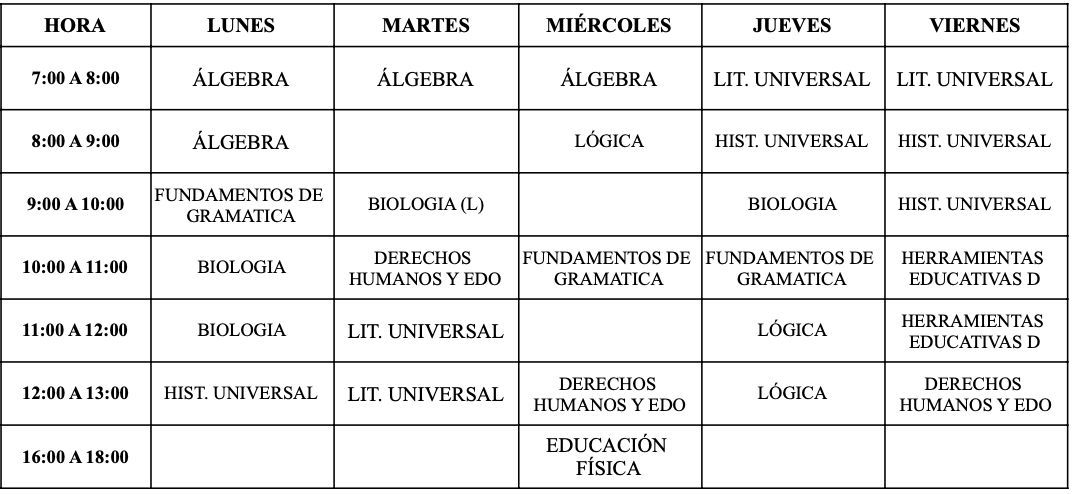 HORA LUNES MARTES MIÉRCOLES JUEVES VIERNES
7:00 A 8:00 ÁLGEBRA ÁLGEBRA ÁLGEBRA LIT. UNIVERSAL LIT. UNIVERSAL
8:00 A 9:00 ÁLGEBRA LÓGICA HIST. UNIVERSAL HIST. UNIVERSAL
9:00 A 10:00 FUNDAMENTOS DE GRAMATICA BIOLOGIA (L) BIOLOGIA HIST. UNIVERSAL
10:00 A 11:00 BIOLOGIA DERECHOS HUMANOS Y EDO FUNDAMENTOS DE GRAMATICA FUNDAMENTOS DE GRAMATICA HERRAMIENTAS EDUCATIVAS D
11:00 A 12:00 BIOLOGIA LIT. UNIVERSAL LÓGICA HERRAMIENTAS EDUCATIVAS D
12:00 A 13:00 HIST. UNIVERSAL LIT. UNIVERSAL DERECHOS HUMANOS Y EDO LÓGICA DERECHOS HUMANOS Y EDO
16:00 A 18:00 EDUCACIÓN FÍSICA